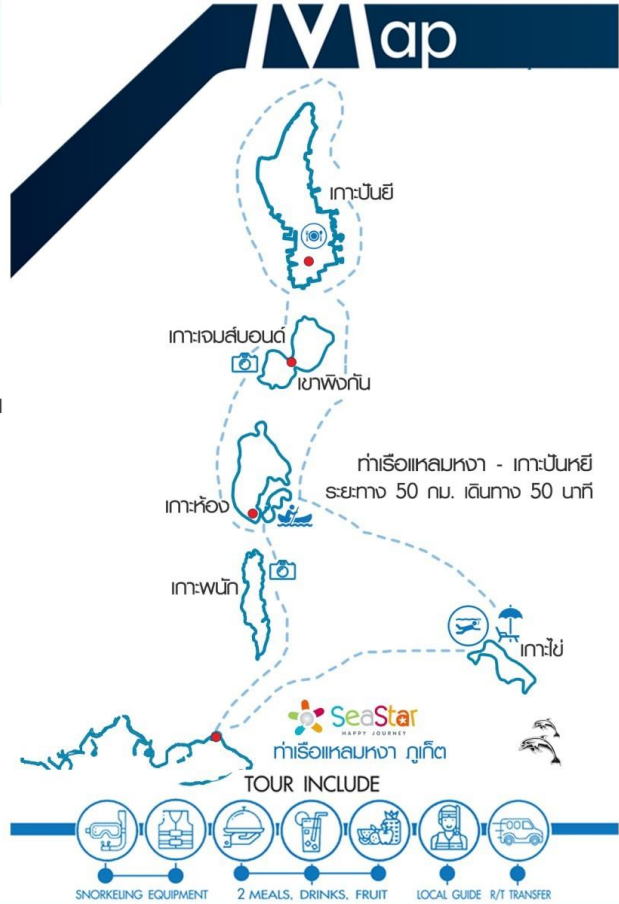 Map
เกาะปันยี
เกาะเจมส์บอนด์
เขาพิงกัน
ท่าเรือแหลมหงา - เกาะปันหยี
ระยะทาง 50 กม. เดินทาง 50 นาที
เกาะห้อง
เกาะพนัก
เกาะไข่
SeaStar
HAPPY JOURNEY
ท่าเรือแหลมหงา ภูเก็ต
TOUR INCLUDE
SNORKELING EQUIPMENT 2 MEALS, DRINKS, FRUIT LOCAL GUIDE R/T TRANSFER